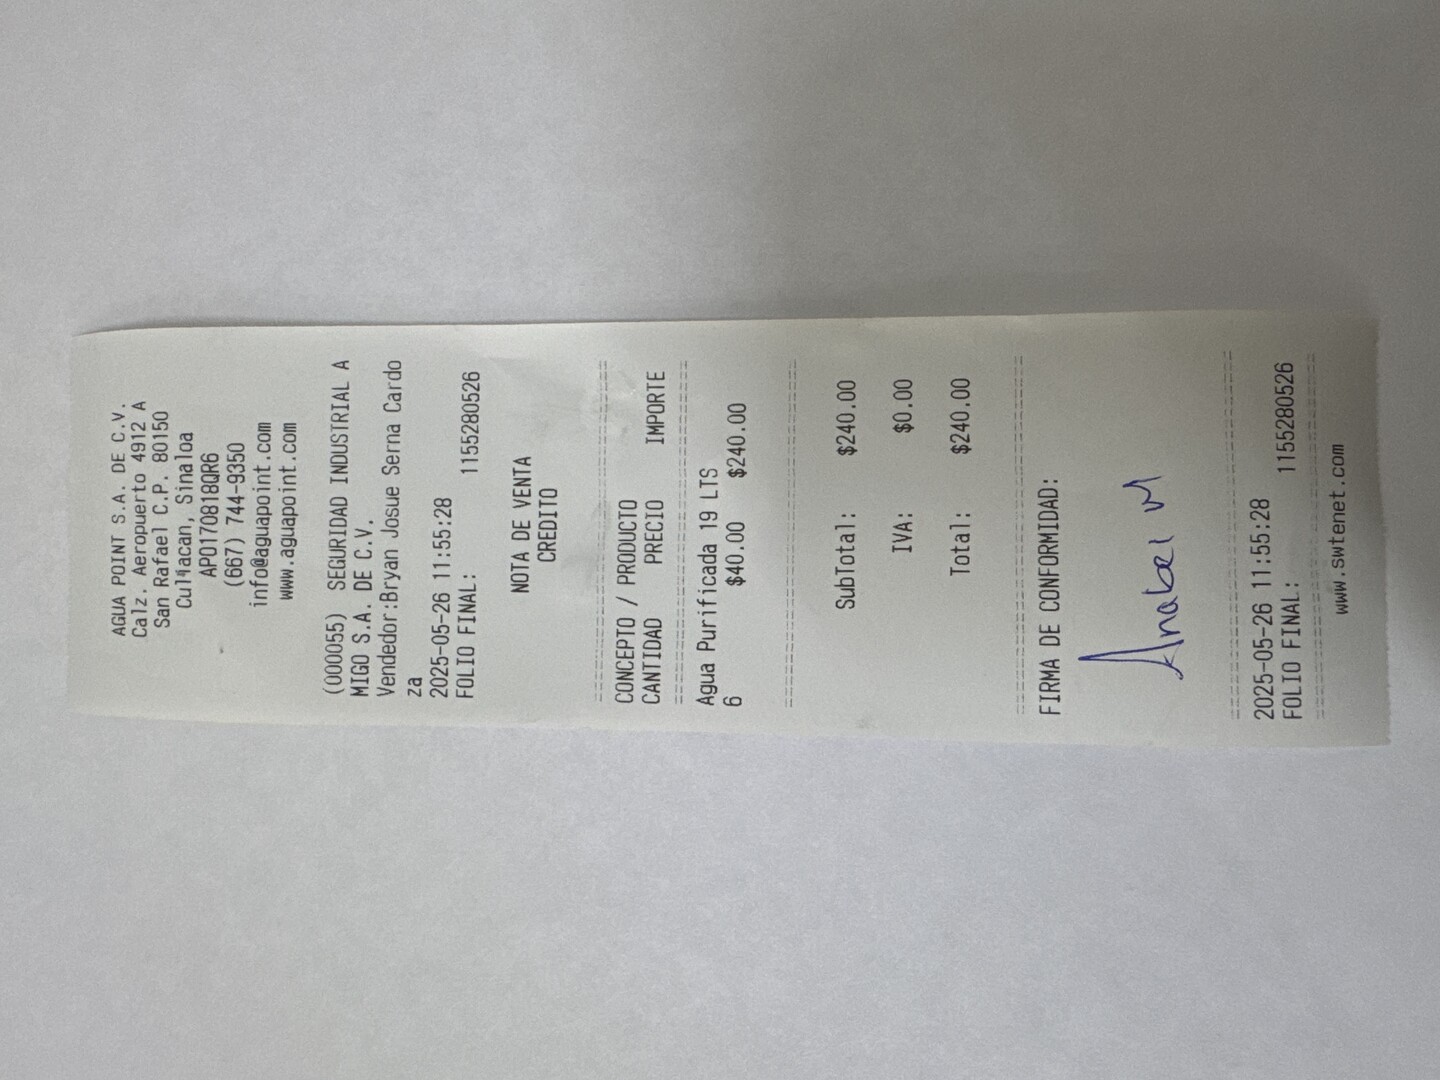 AGUA POINT S.A. DE C.V.
Calz. Aeropuerto 4912 A
San Rafael C.P. 80150
Culiacan, Sinaloa
APO170818QR6
(667) 744-9350
info@aguapoint.com
www.aguapoint.com
(000055) SEGURIDAD INDUSTRIAL A
MIGO S.A. DE C.V.
Vendedor:Bryan Josue Serna Cardo
za
2025-05-26 11:55:28
FOLIO FINAL: 1155280526
NOTA DE VENTA
CREDITO
CONCEPTO / PRODUCTO
CANTIDAD PRECIO IMPORTE
Agua Purificada 19 LTS
6 $40.00 $240.00
SubTotal: $240.00
IVA: $0.00
Total: $240.00
FIRMA DE CONFORMIDAD:
Anabel M
2025-05-26 11:55:28
FOLIO FINAL: 1155280526
www.swtenet.com